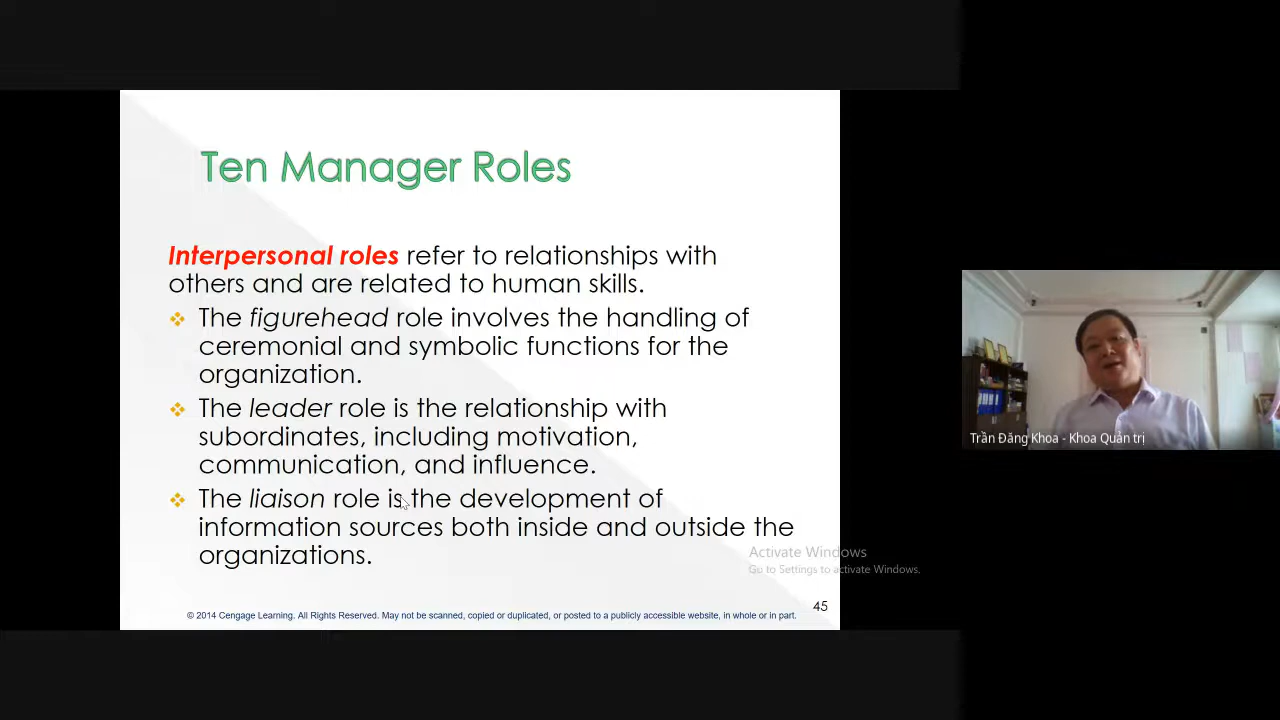 Ten Manager Roles
Interpersonal roles refer to relationships with
others and are related to human skills.
❖ The figurehead role involves the handling of
ceremonial and symbolic functions for the
organization.
❖ The leader role is the relationship with
subordinates, including motivation,
communication, and influence.
❖ The liaison role is the development of
information sources both inside and outside the
organizations.
Activate Windows
Go to Settings to activate Windows.
45
© 2014 Cengage Learning. All Rights Reserved. May not be scanned, copied or duplicated, or posted to a publicly accessible website, in whole or in part.
Trần Đăng Khoa - Khoa Quản trị